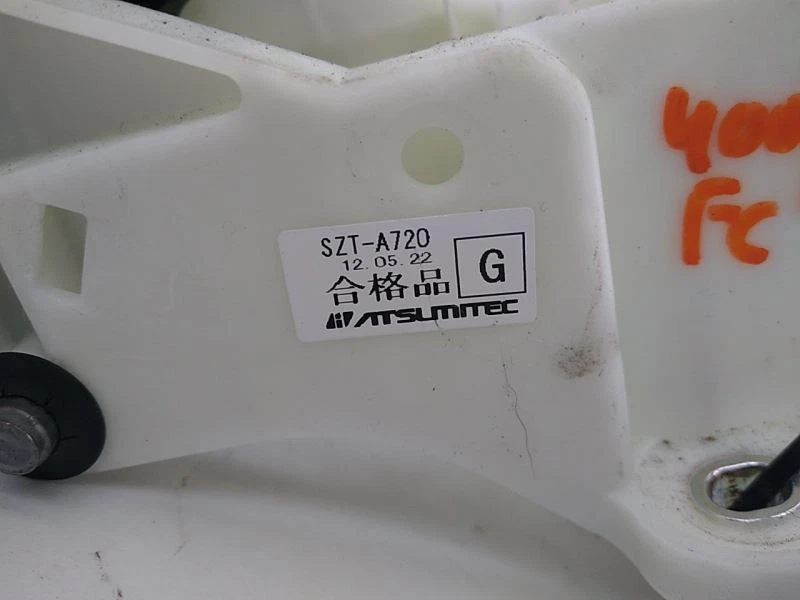 SZT-A720
12.05.22
合格品
G
ATSUMITEC
400
FC